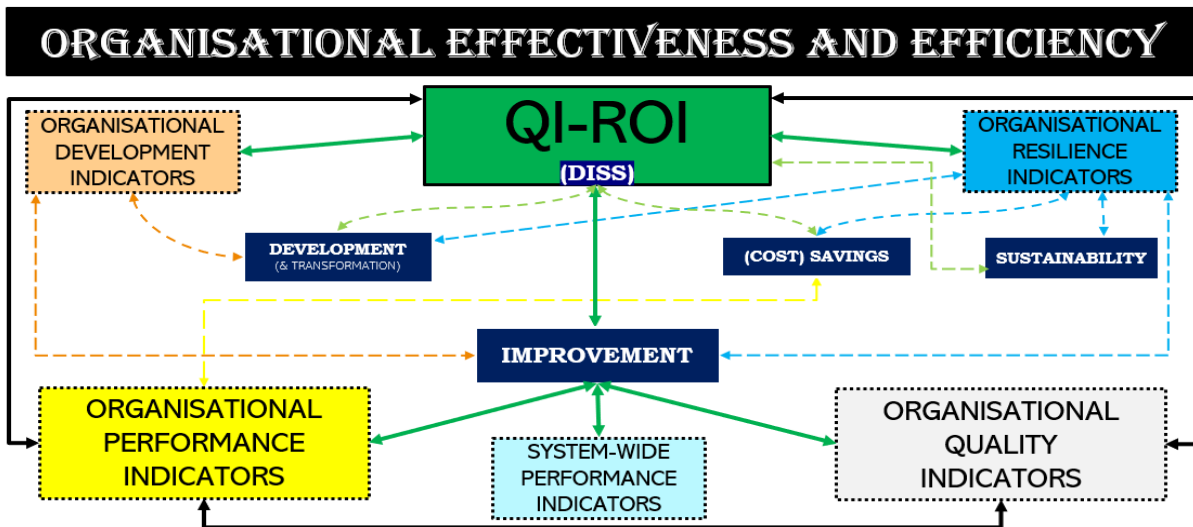 ORGANISATIONAL EFFECTIVENESS AND EFFICIENCY
QI-ROI
(DISS)
ORGANISATIONAL
DEVELOPMENT
INDICATORS
ORGANISATIONAL
RESILIENCE
INDICATORS
DEVELOPMENT
(& TRANSFORMATION)
(COST) SAVINGS
SUSTAINABILITY
IMPROVEMENT
ORGANISATIONAL
PERFORMANCE
INDICATORS
SYSTEM-WIDE
PERFORMANCE
INDICATORS
ORGANISATIONAL
QUALITY
INDICATORS